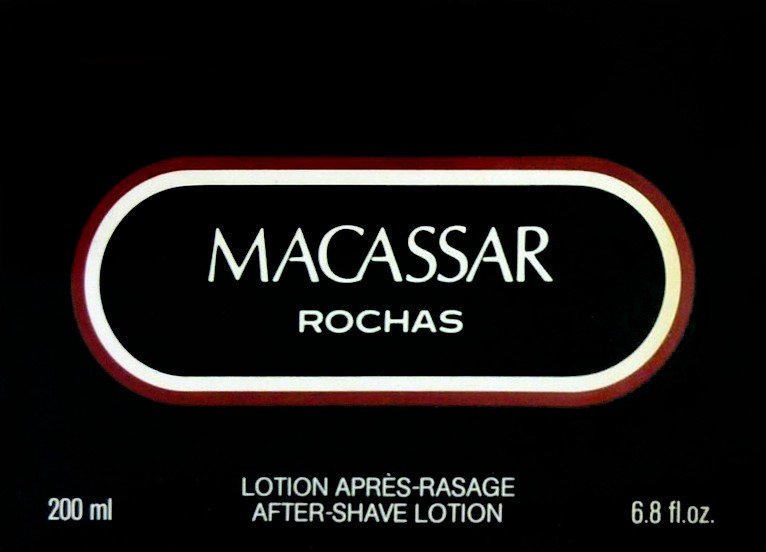 MACASSAR
ROCHAS
LOTION APRÈS-RASAGE
AFTER-SHAVE LOTION
200 ml
6.8 fl.oz.